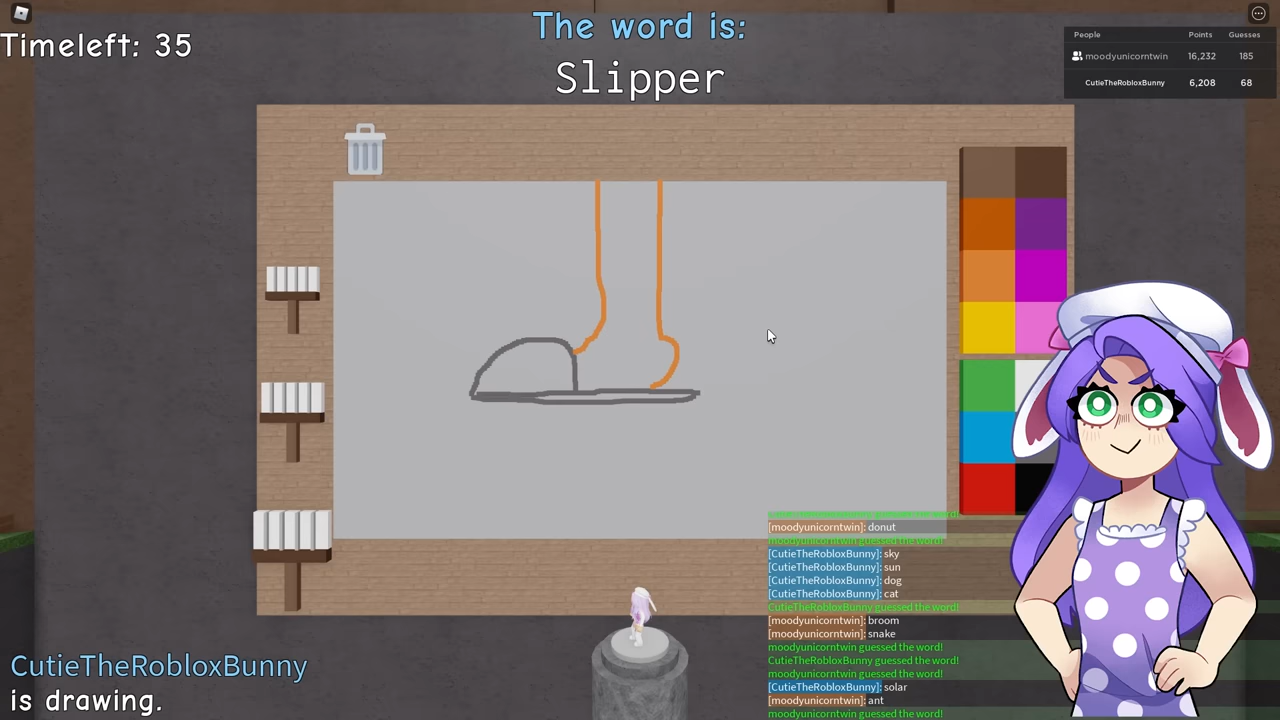 The word is:
Slipper
Timeleft: 35
People Points Guesses
moodyunicorntwin 16,232 185
CutieTheRobloxBunny 6,208 68
[moodyunicorntwin]: donut
moodyunicorntwin guessed the word!
[CutieTheRobloxBunny]: sky
[CutieTheRobloxBunny]: sun
[CutieTheRobloxBunny]: dog
[CutieTheRobloxBunny]: cat
CutieTheRobloxBunny guessed the word!
[moodyunicorntwin]: broom
[moodyunicorntwin]: snake
moodyunicorntwin guessed the word!
CutieTheRobloxBunny guessed the word!
moodyunicorntwin guessed the word!
[CutieTheRobloxBunny]: solar
[moodyunicorntwin]: ant
moodyunicorntwin guessed the word!
CutieTheRobloxBunny
is drawing.